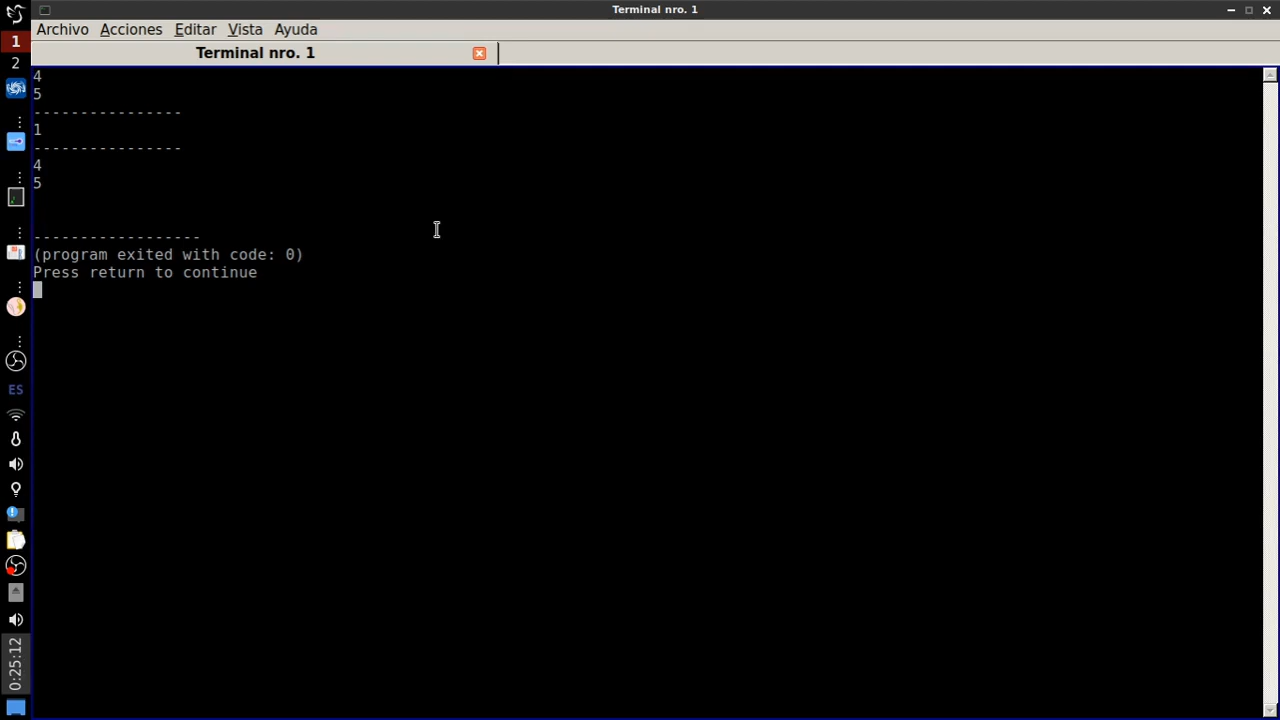 Terminal nro. 1
1
2
ES
0:25:12
Archivo Acciones Editar Vista Ayuda
Terminal nro. 1
4
5
----------------
1
----------------
4
5
------------------
(program exited with code: 0)
Press return to continue